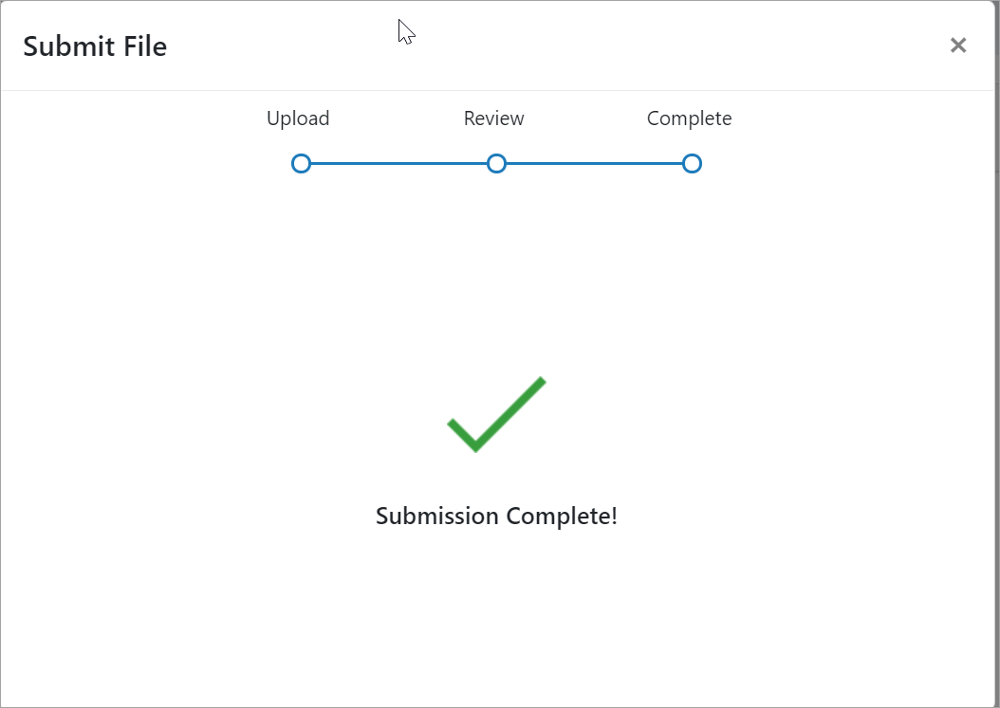 Submit File
Upload Review Complete
Submission Complete!